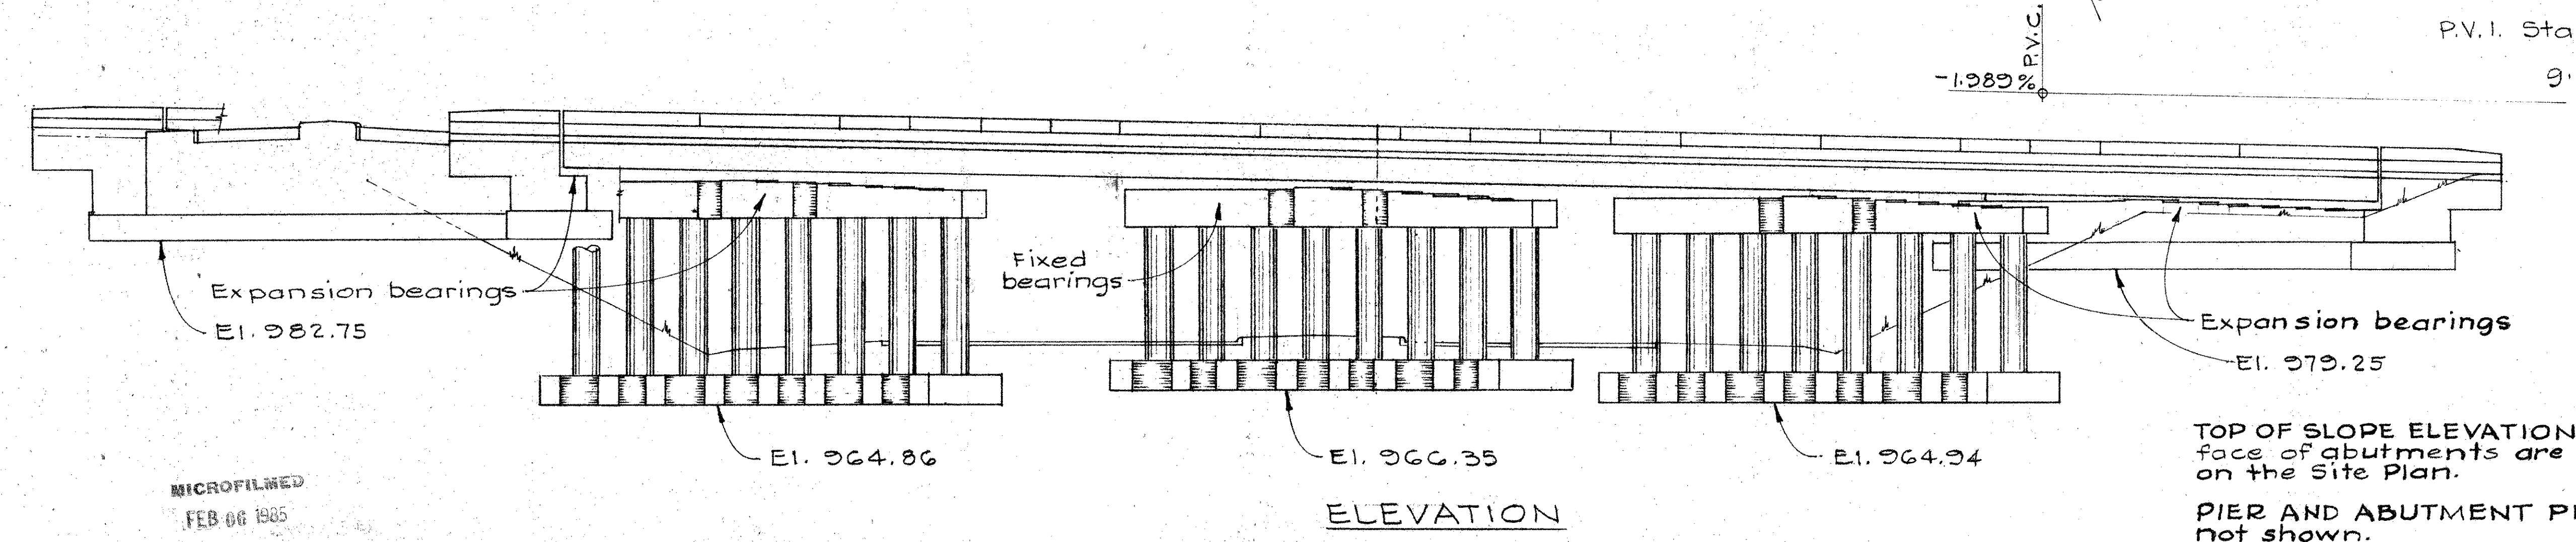 P.V.C.
P.V.I. Sta
-1.989%
9.
Fixed
bearings
Expansion bearings
El. 982.75
Expansion bearings
El. 979.25
El. 964.86
El. 966.35
El. 964.94
TOP OF SLOPE ELEVATION
face of abutments are
on the Site Plan.
MICROFILMED
FEB 06 1985
ELEVATION
PIER AND ABUTMENT PI
not shown.